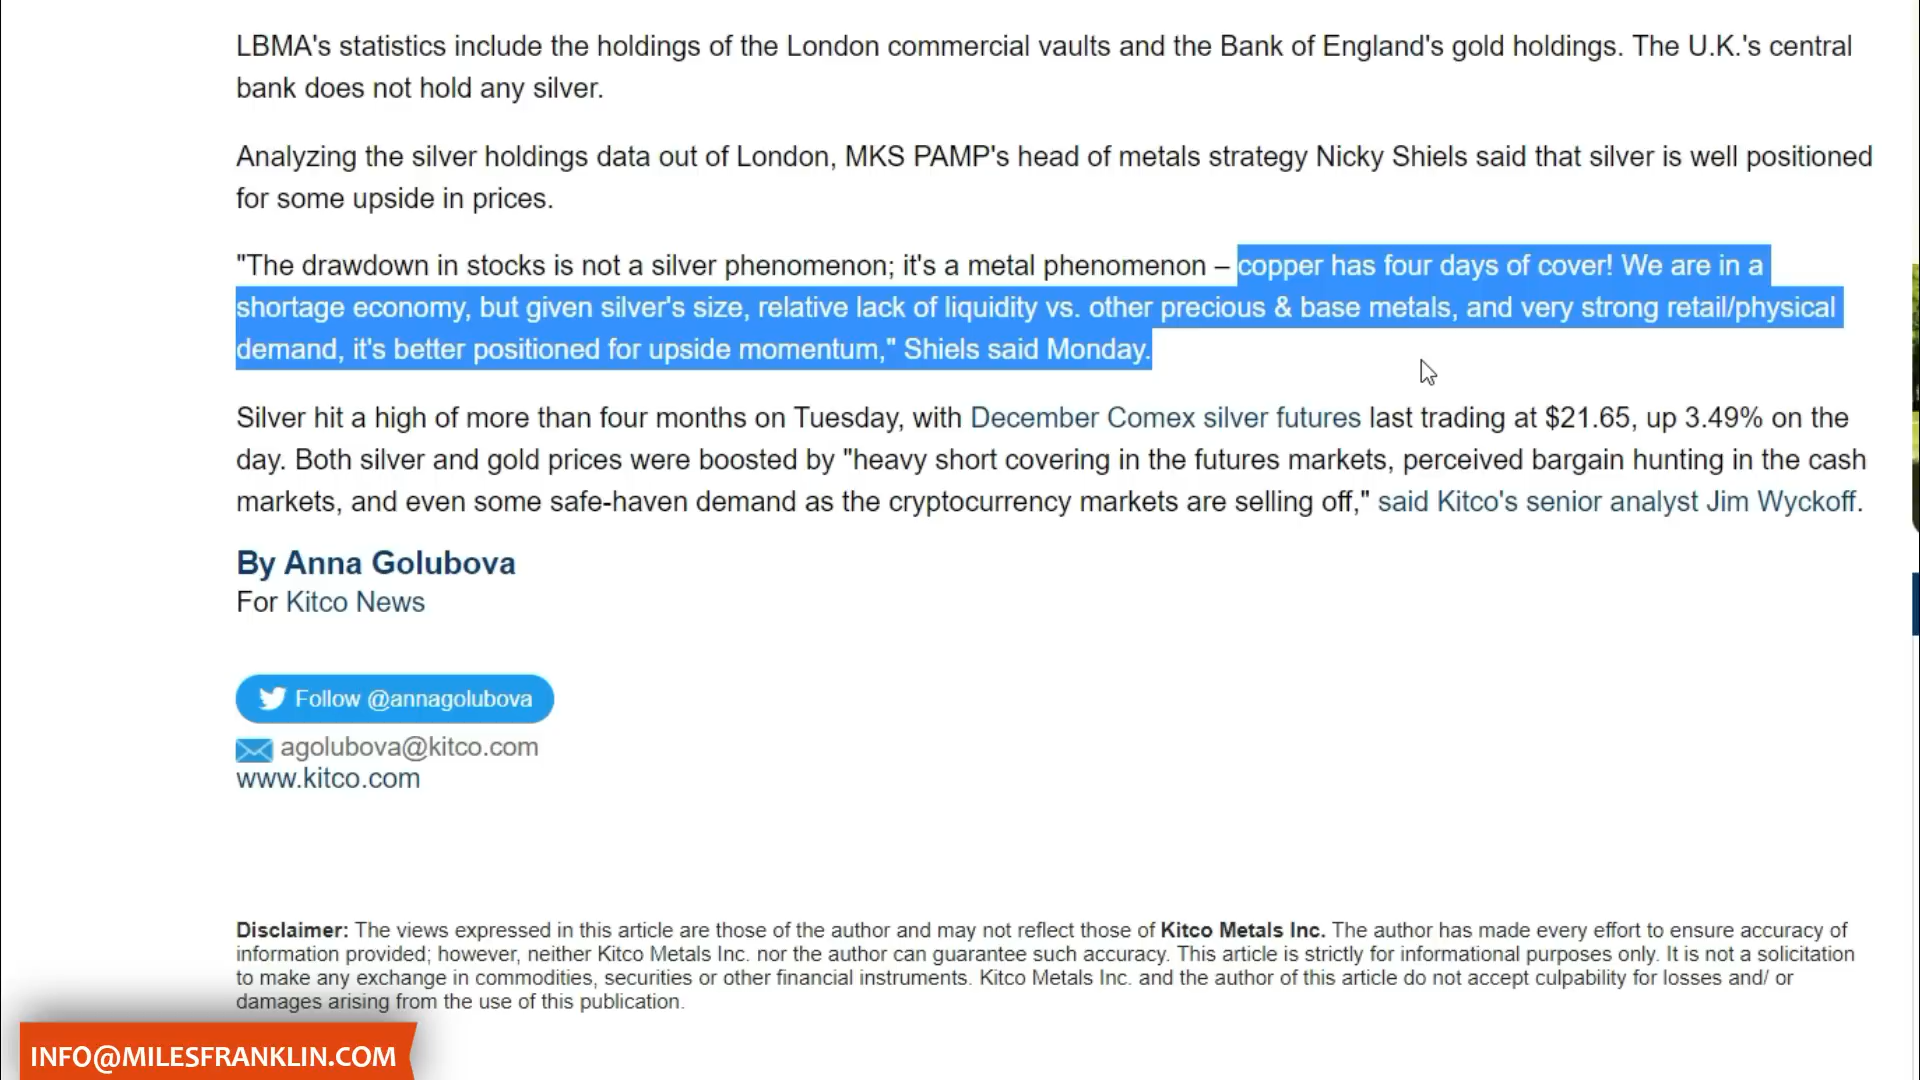 LBMA's statistics include the holdings of the London commercial vaults and the Bank of England's gold holdings. The U.K.'s central
bank does not hold any silver.
Analyzing the silver holdings data out of London, MKS PAMP's head of metals strategy Nicky Shiels said that silver is well positioned
for some upside in prices.
"The drawdown in stocks is not a silver phenomenon; it's a metal phenomenon – copper has four days of cover! We are in a
shortage economy, but given silver's size, relative lack of liquidity vs. other precious & base metals, and very strong retail/physical
demand, it's better positioned for upside momentum," Shiels said Monday.
Silver hit a high of more than four months on Tuesday, with December Comex silver futures last trading at $21.65, up 3.49% on the
day. Both silver and gold prices were boosted by "heavy short covering in the futures markets, perceived bargain hunting in the cash
markets, and even some safe-haven demand as the cryptocurrency markets are selling off," said Kitco's senior analyst Jim Wyckoff.
By Anna Golubova
For Kitco News
Follow @annagolubova
agolubova@kitco.com
www.kitco.com
Disclaimer: The views expressed in this article are those of the author and may not reflect those of Kitco Metals Inc. The author has made every effort to ensure accuracy of
information provided; however, neither Kitco Metals Inc. nor the author can guarantee such accuracy. This article is strictly for informational purposes only. It is not a solicitation
to make any exchange in commodities, securities or other financial instruments. Kitco Metals Inc. and the author of this article do not accept culpability for losses and/ or
damages arising from the use of this publication.
INFO@MILESFRANKLIN.COM